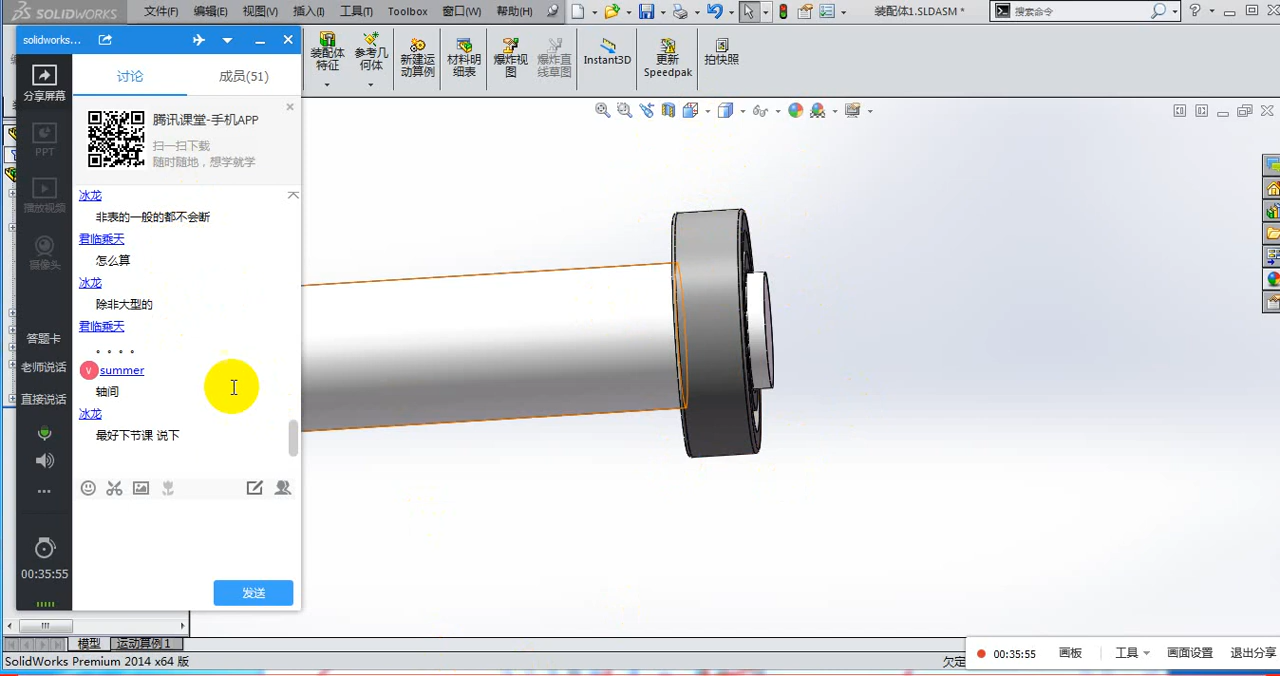 SOLIDWORKS 文件(F) 编辑(E) 视图(V) 插入(I) 工具(T) Toolbox 窗口(W) 帮助(H) 装配体1.SLDASM * 搜索命令
solidworks...
装配体特征
参考几何体
新建运动算例
材料明细表
爆炸视图
爆炸直线草图
Instant3D
更新 Speedpak
拍快照
分享屏幕
PPT
播放视频
摄像头
答题卡
老师说话
直接说话
00:35:55
讨论 成员(51)
腾讯课堂-手机APP
扫一扫下载
随时随地，想学就学
冰龙
非表的一般的都不会断
君临乘天
怎么算
冰龙
除非大型的
君临乘天
。。。。
summer
轴间
冰龙
最好下节课 说下
发送
模型 运动算例1
SolidWorks Premium 2014 x64 版
欠定
00:35:55 画板 工具 画面设置 退出分享